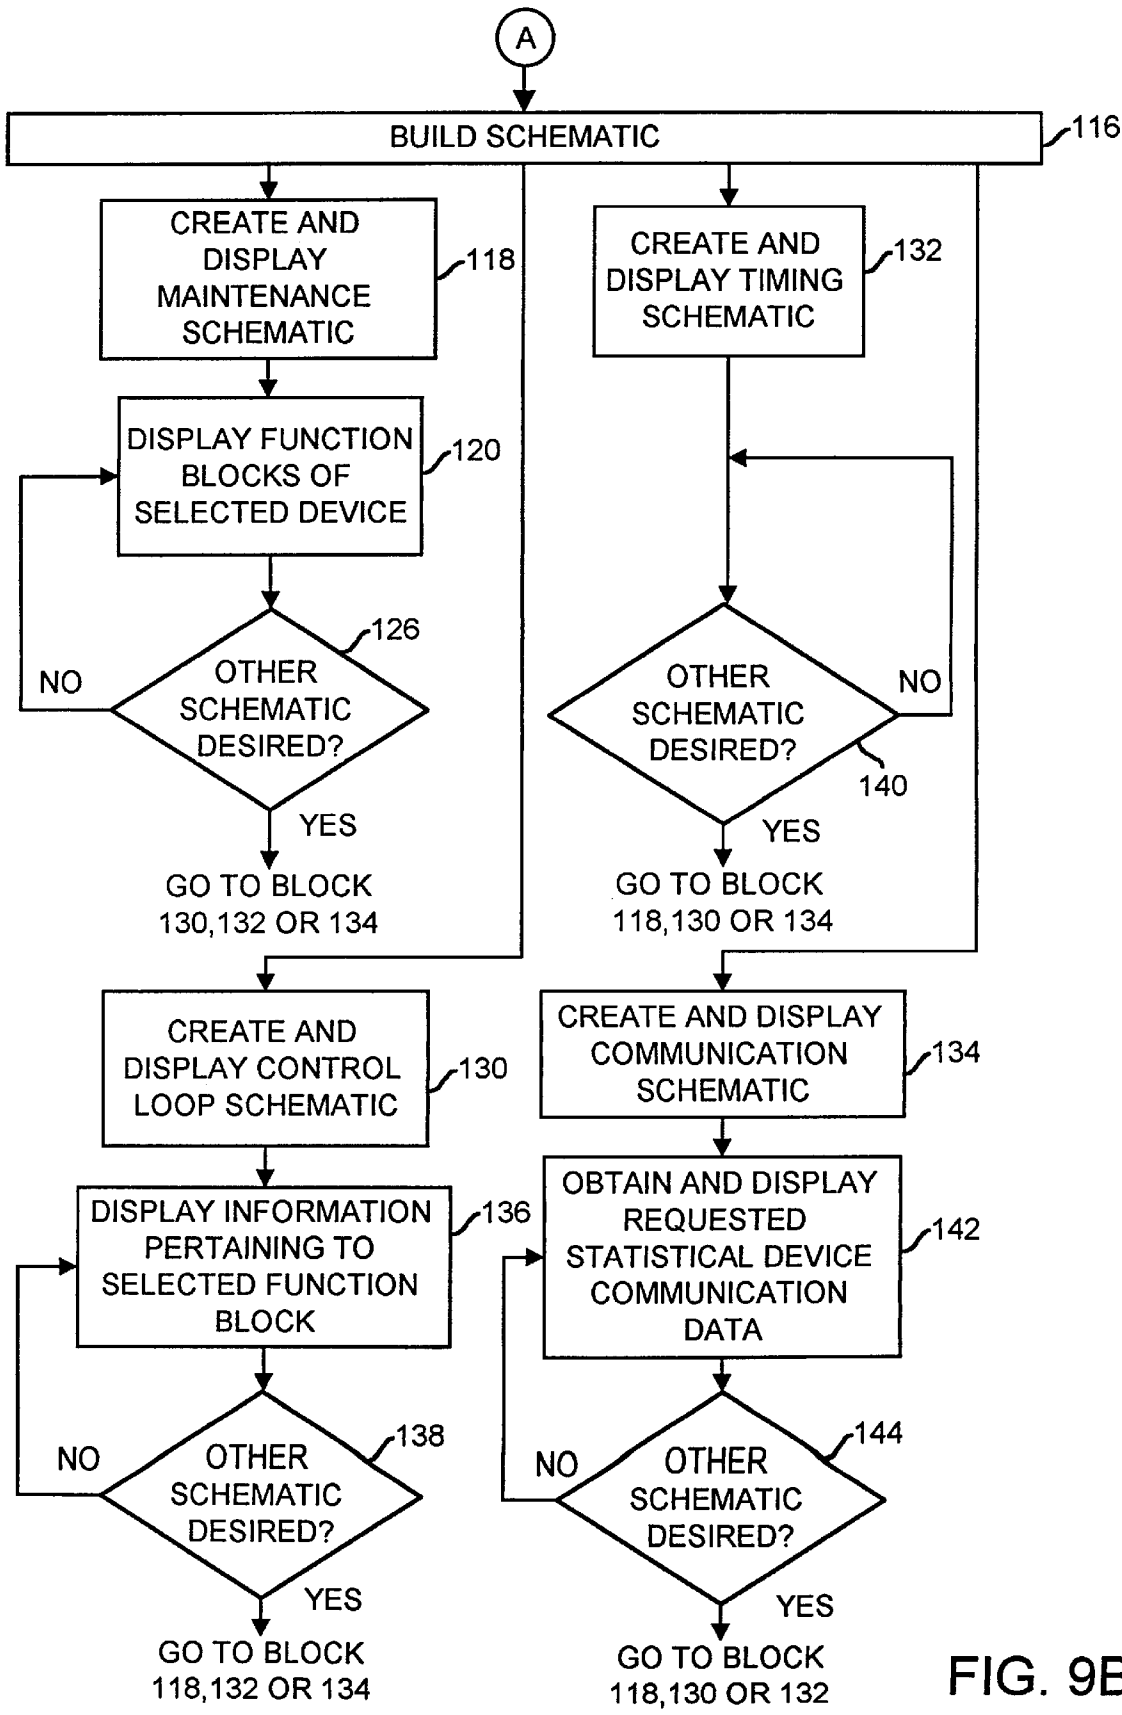 A
BUILD SCHEMATIC
116
CREATE AND
DISPLAY
MAINTENANCE
SCHEMATIC
118
CREATE AND
DISPLAY TIMING
SCHEMATIC
132
DISPLAY FUNCTION
BLOCKS OF
SELECTED DEVICE
120
OTHER
SCHEMATIC
DESIRED?
126
NO
YES
GO TO BLOCK
130,132 OR 134
OTHER
SCHEMATIC
DESIRED?
NO
140
YES
GO TO BLOCK
118,130 OR 134
CREATE AND
DISPLAY CONTROL
LOOP SCHEMATIC
130
DISPLAY INFORMATION
PERTAINING TO
SELECTED FUNCTION
BLOCK
136
OTHER
SCHEMATIC
DESIRED?
138
NO
YES
GO TO BLOCK
118,132 OR 134
CREATE AND DISPLAY
COMMUNICATION
SCHEMATIC
134
OBTAIN AND DISPLAY
REQUESTED
STATISTICAL DEVICE
COMMUNICATION
DATA
142
OTHER
SCHEMATIC
DESIRED?
144
NO
YES
GO TO BLOCK
118,130 OR 132
FIG. 9B